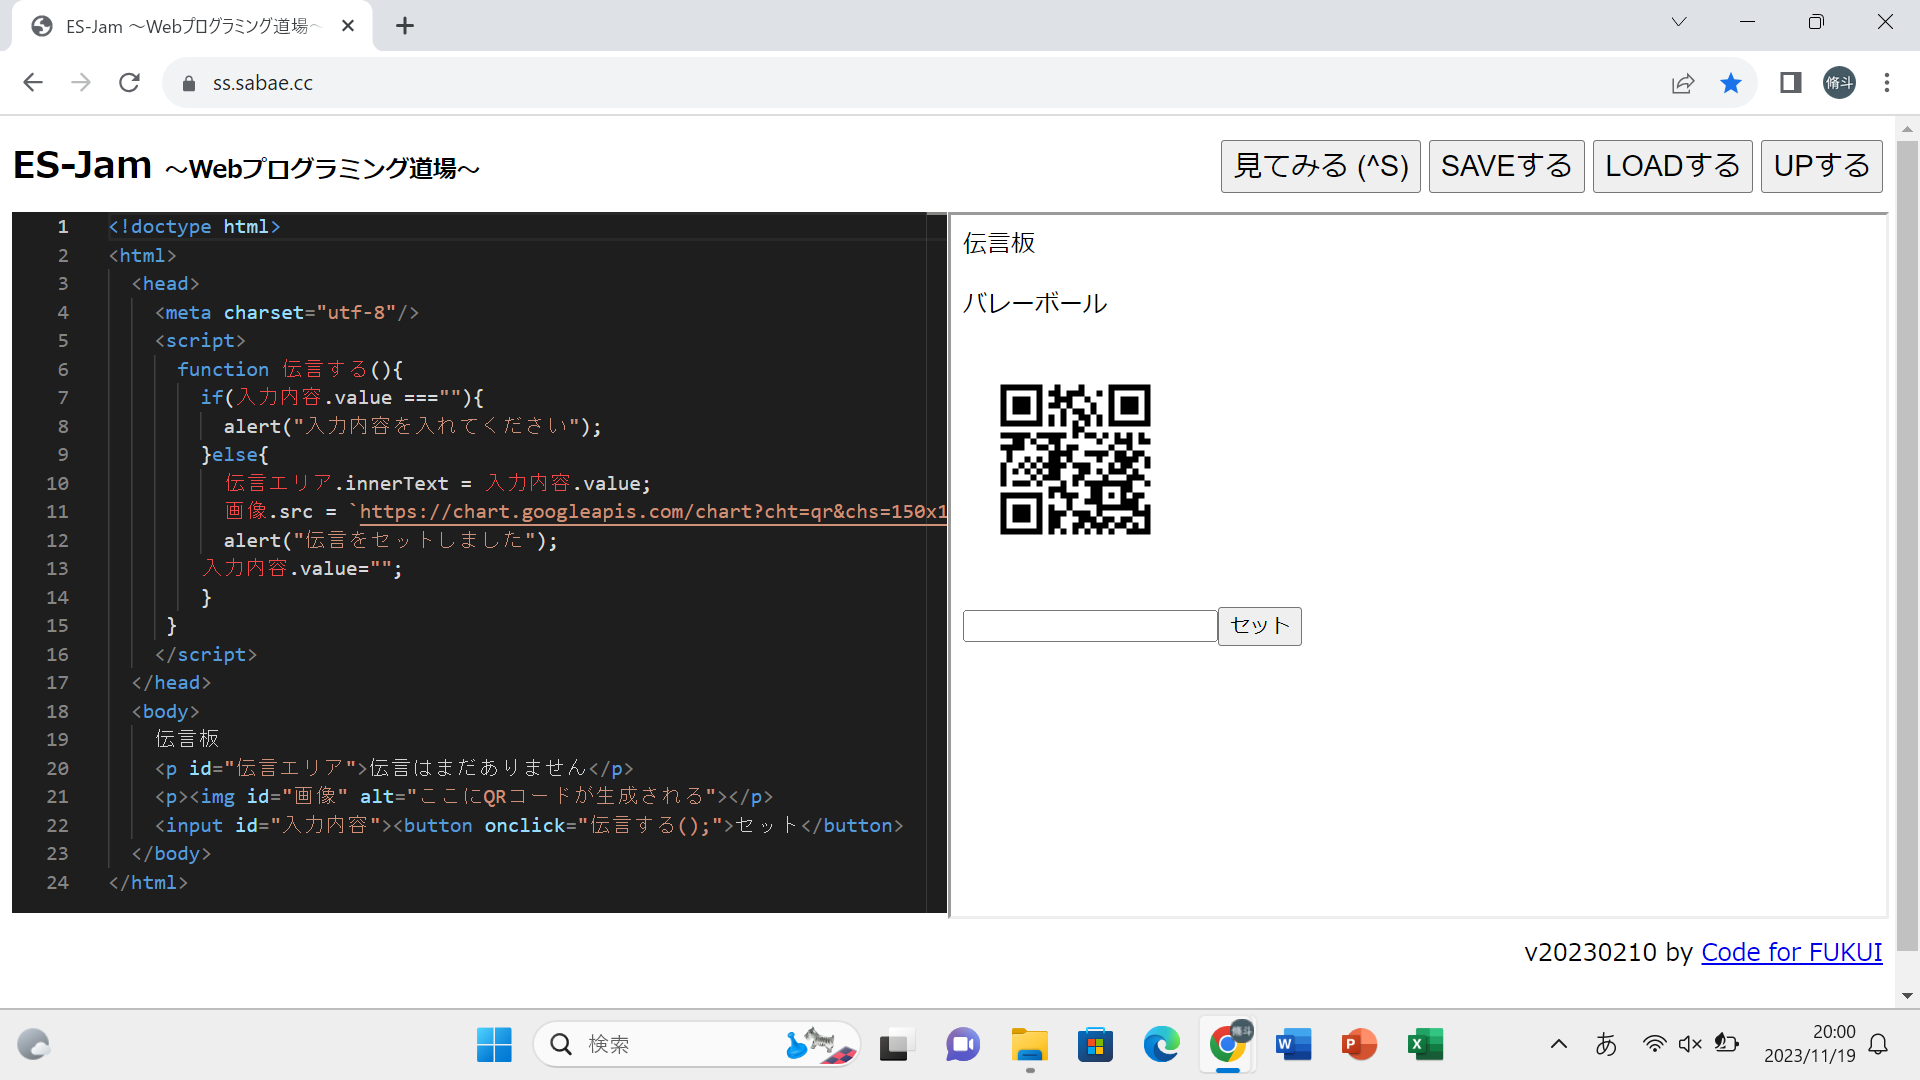 ES-Jam ～Webプログラミング道場～
ss.sabae.cc
脩斗
ES-Jam ～Webプログラミング道場～
見てみる (^S)
SAVEする
LOADする
UPする
1 <!doctype html>
2 <html>
3 <head>
4 <meta charset="utf-8"/>
5 <script>
6 function 伝言する(){
7 if(入力内容.value ===""){
8 alert("入力内容を入れてください");
9 }else{
10 伝言エリア.innerText = 入力内容.value;
11 画像.src = `https://chart.googleapis.com/chart?cht=qr&chs=150x1
12 alert("伝言をセットしました");
13 入力内容.value="";
14 }
15 }
16 </script>
17 </head>
18 <body>
19 伝言板
20 <p id="伝言エリア">伝言はまだありません</p>
21 <p><img id="画像" alt="ここにQRコードが生成される"></p>
22 <input id="入力内容"><button onclick="伝言する();">セット</button>
23 </body>
24 </html>
伝言板
バレーボール
セット
v20230210 by Code for FUKUI
検索
脩斗
W
P
X
あ
20:00
2023/11/19